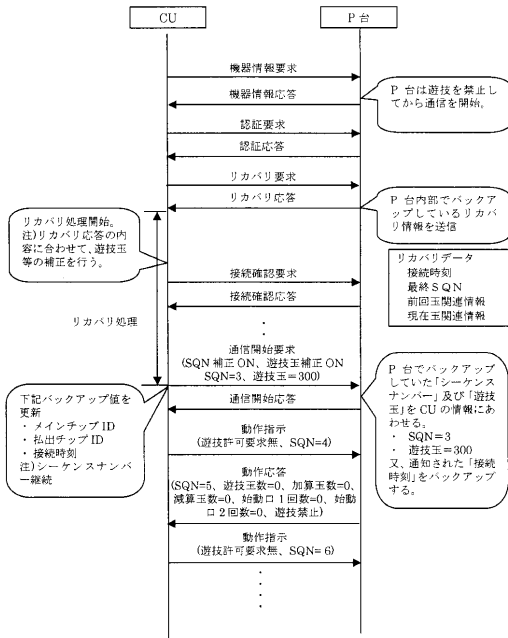 CU
P 台
機器情報要求
機器情報応答
P 台は遊技を禁止し
てから通信を開始。
認証要求
認証応答
リカバリ要求
リカバリ応答
P 台内部でバックア
ップしているリカバ
リ情報を送信
リカバリ処理開始。
注)リカバリ応答の内
容に合わせて、遊技玉
等の補正を行う。
リカバリデータ
接続時刻
最終SQN
前回玉関連情報
現在玉関連情報
接続確認要求
接続確認応答
リカバリ処理
通信開始要求
(SQN 補正 ON、遊技玉補正 ON
SQN=3、遊技玉=300)
通信開始応答
P 台でバックアップ
していた「シーケンス
ナンバー」及び「遊技
玉」をCUの情報にあ
わせる。
・ SQN=3
・ 遊技玉=300
又、通知された「接続
時刻」をバックアップ
する。
下記バックアップ値を
更新
・ メインチップID
・ 払出チップID
・ 接続時刻
注)シーケンスナンバ
ー継続
動作指示
(遊技許可要求無、SQN=4)
動作応答
(SQN=5、遊技玉数=0、加算玉数=0、
減算玉数=0、始動口1回数=0、始動
口2回数=0、遊技禁止)
動作指示
(遊技許可要求無、SQN=6)